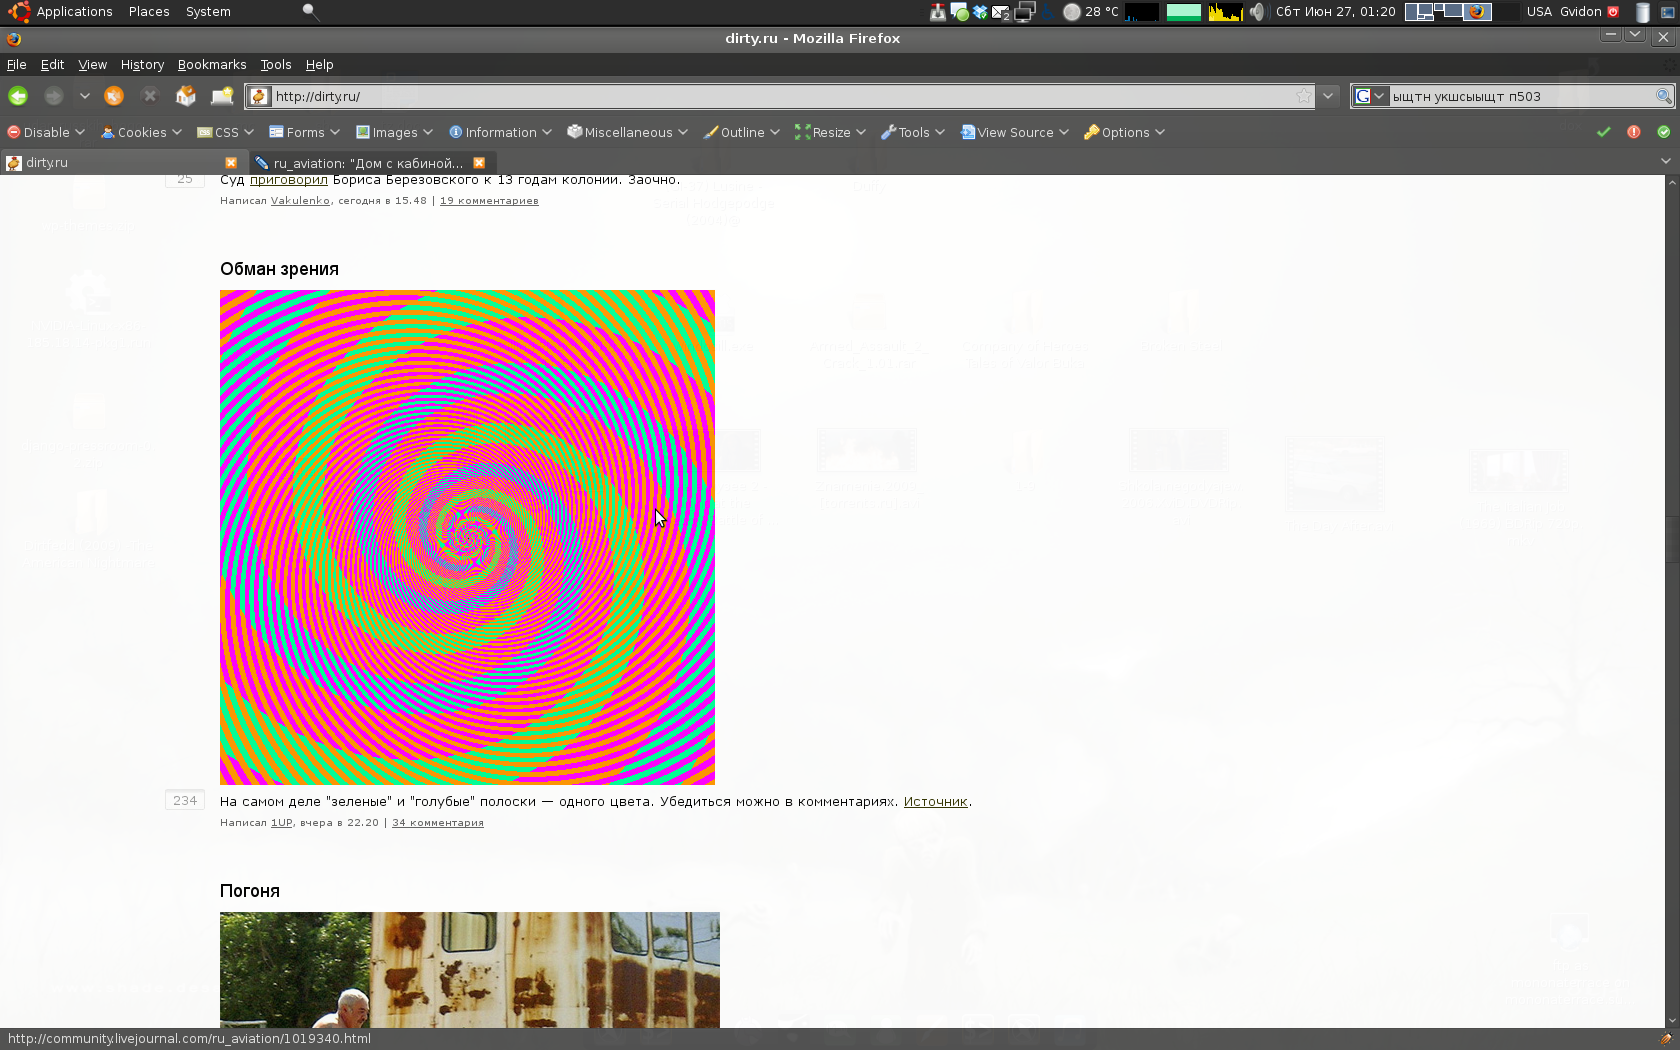 Applications Places System 2 28 °C Сбт Июн 27, 01:20 USA Gvidon
dirty.ru - Mozilla Firefox
File Edit View History Bookmarks Tools Help
http://dirty.ru/ ыщтн укшсыыщт п503
Disable Cookies CSS Forms Images Information Miscellaneous Outline Resize Tools View Source Options
dirty.ru ru_aviation: "Дом с кабиной...
25 Суд приговорил Бориса Березовского к 13 годам колонии. Заочно.
Написал Vakulenko, сегодня в 15.48 | 19 комментариев
Обман зрения
234 На самом деле "зеленые" и "голубые" полоски — одного цвета. Убедиться можно в комментариях. Источник.
Написал 1UP, вчера в 22.20 | 34 комментария
Погоня
http://community.livejournal.com/ru_aviation/1019340.html